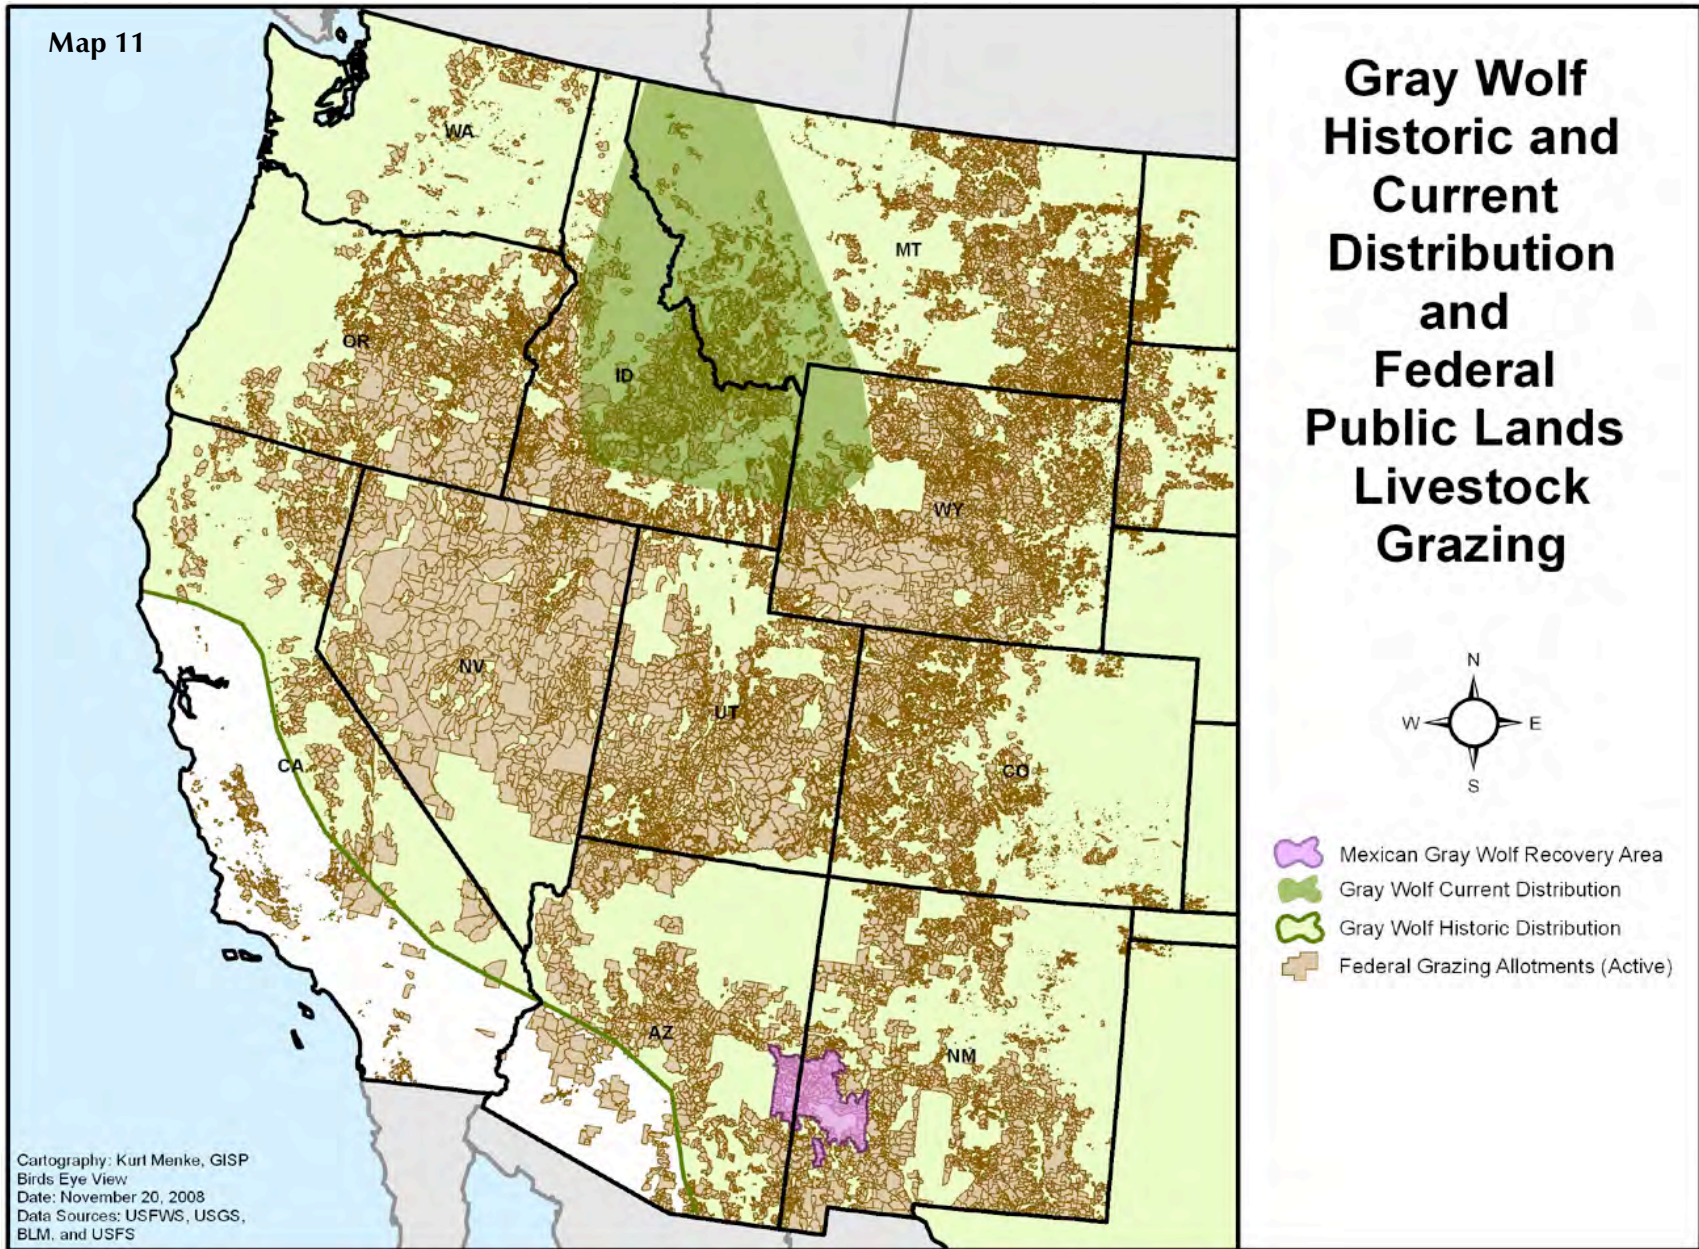 Map 11
Gray Wolf
Historic and
Current
Distribution
and
Federal
Public Lands
Livestock
Grazing
WA
MT
OR
ID
WY
NV
UT
CO
CA
AZ
NM
N
W
E
S
Mexican Gray Wolf Recovery Area
Gray Wolf Current Distribution
Gray Wolf Historic Distribution
Federal Grazing Allotments (Active)
Cartography: Kurt Menke, GISP
Birds Eye View
Date: November 20, 2008
Data Sources: USFWS, USGS,
BLM, and USFS